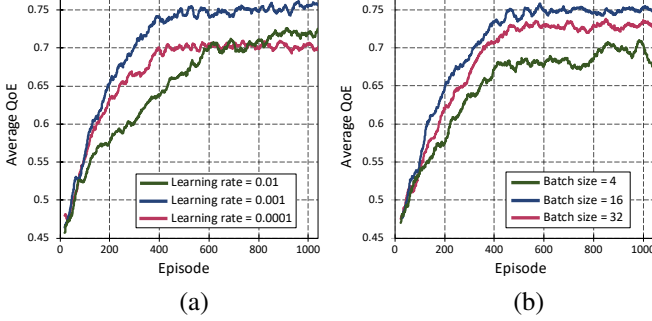 0.75
0.7
0.65
0.6
0.55
0.5
0.45
Average QoE
0 200 400 600 800 1000
Episode
Learning rate = 0.01
Learning rate = 0.001
Learning rate = 0.0001
(a)
0.75
0.7
0.65
0.6
0.55
0.5
0.45
Average QoE
0 200 400 600 800 1000
Episode
Batch size = 4
Batch size = 16
Batch size = 32
(b)